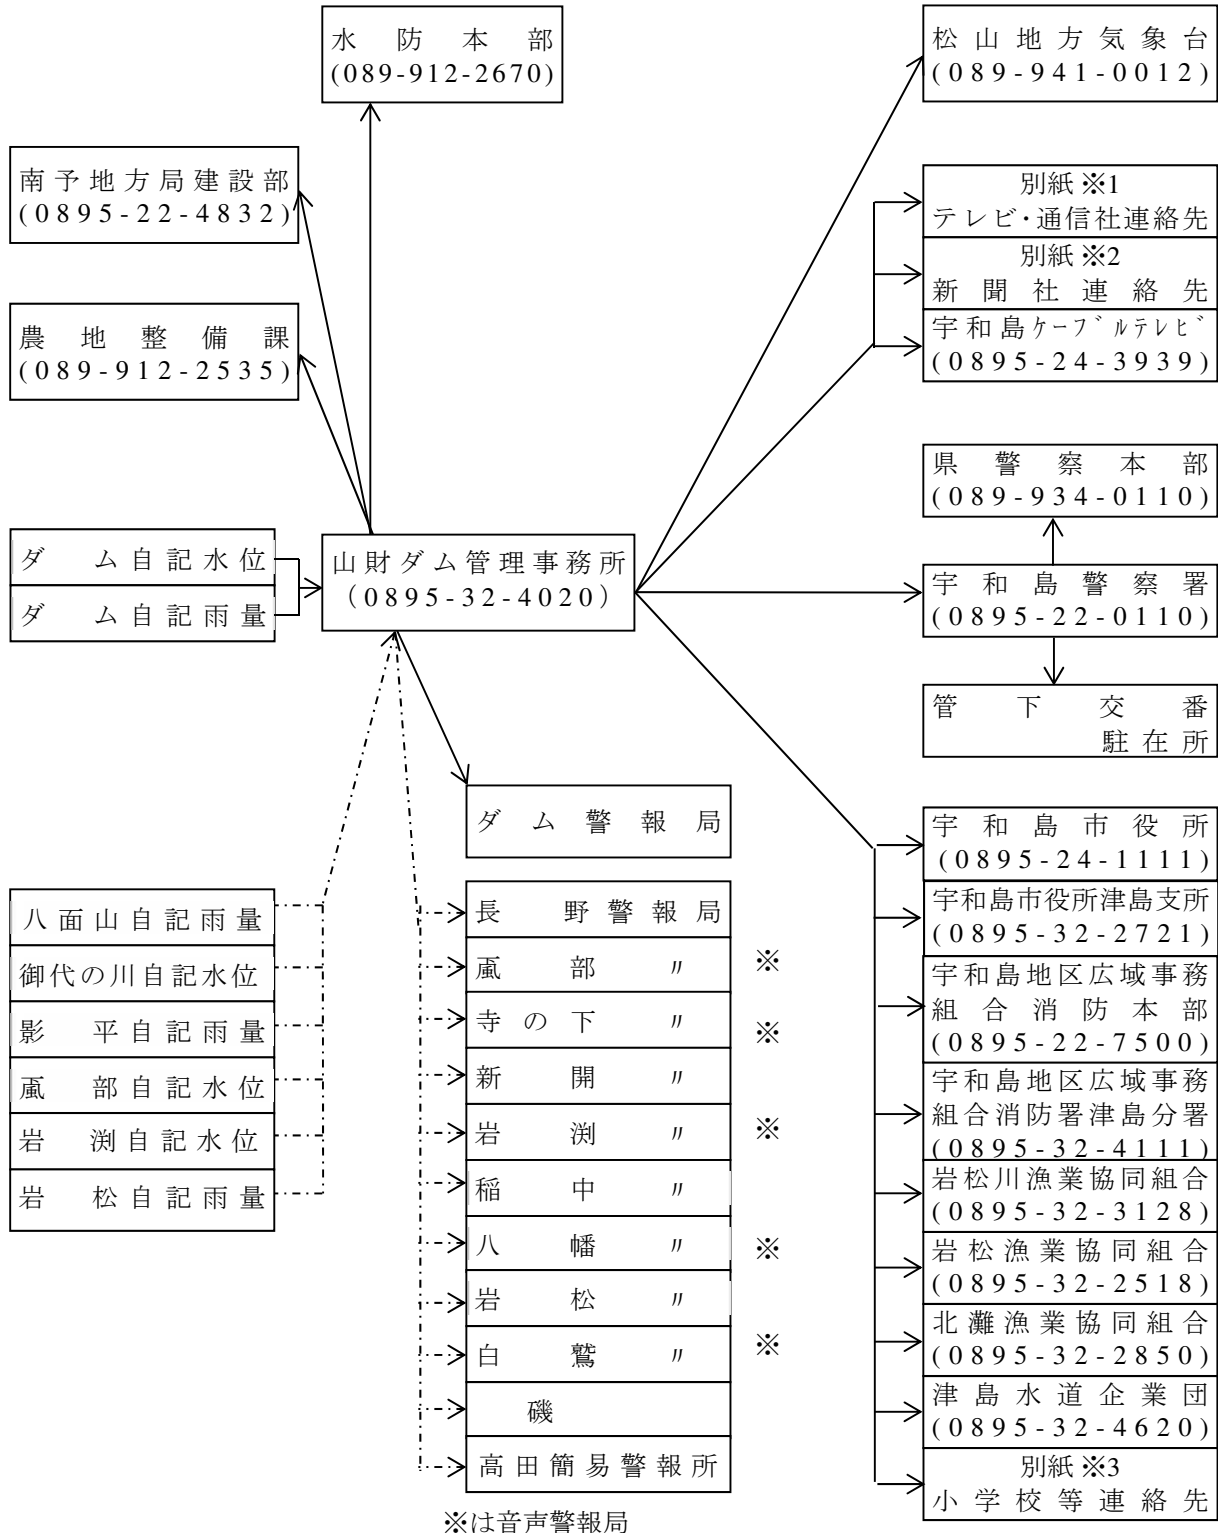 水防本部
(089-912-2670)
松山地方気象台
(089-941-0012)
南予地方局建設部
(0895-22-4832)
別紙※1
テレビ・通信社連絡先
別紙※2
新聞社連絡先
宇和島ケーブルテレビ
(0895-24-3939)
農地整備課
(089-912-2535)
県警察本部
(089-934-0110)
ダム自記水位
ダム自記雨量
山財ダム管理事務所
(0895-32-4020)
宇和島警察署
(0895-22-0110)
管下交番
駐在所
ダム警報局
宇和島市役所
(0895-24-1111)
宇和島市役所津島支所
(0895-32-2721)
宇和島地区広域事務
組合消防本部
(0895-22-7500)
宇和島地区広域事務
組合消防署津島分署
(0895-32-4111)
岩松川漁業協同組合
(0895-32-3128)
岩松漁業協同組合
(0895-32-2518)
北灘漁業協同組合
(0895-32-2850)
津島水道企業団
(0895-32-4620)
別紙※3
小学校等連絡先
八面山自記雨量
御代の川自記水位
影平自記雨量
颪部自記水位
岩渕自記水位
岩松自記雨量
長野警報局
颪部〃 ※
寺の下〃 ※
新開〃
岩渕〃 ※
稲中〃
八幡〃 ※
岩松〃
白鷺〃 ※
磯
高田簡易警報所
※は音声警報局